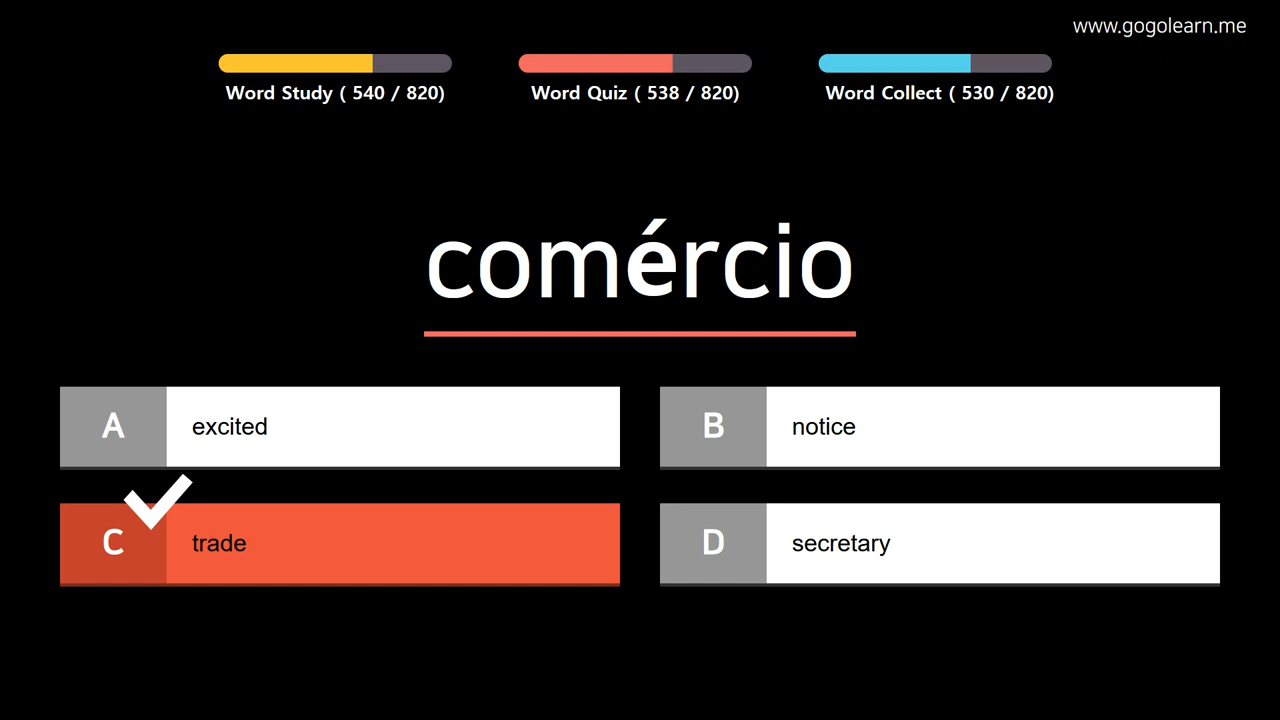 www.gogolearn.me
Word Study ( 540 / 820)
Word Quiz ( 538 / 820)
Word Collect ( 530 / 820)
comércio
A excited
B notice
C trade
D secretary